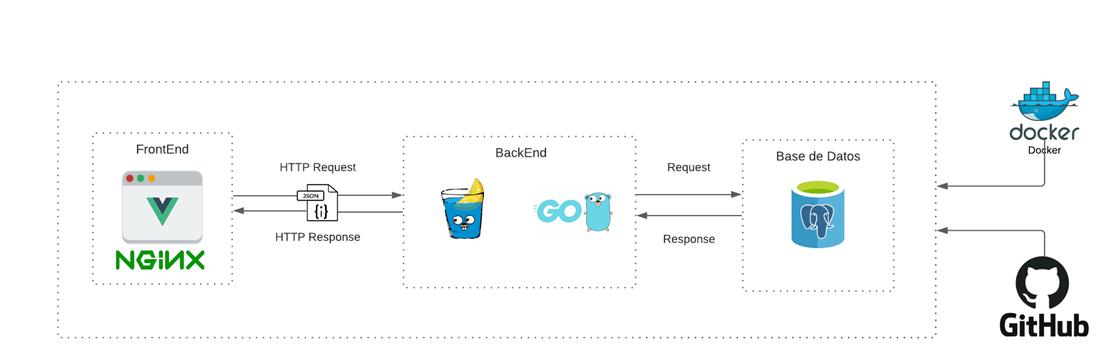 FrontEnd
NGINX
HTTP Request
JSON
{i}
HTTP Response
BackEnd
GO
Request
Response
Base de Datos
docker
Docker
GitHub